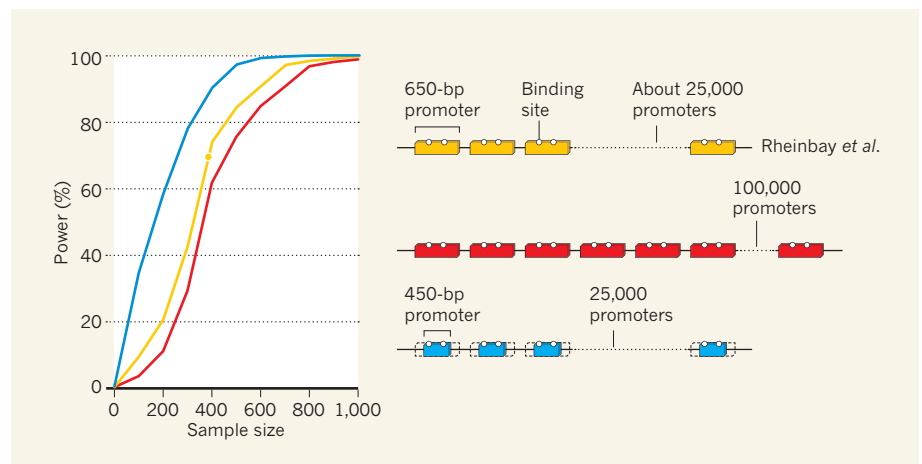 100
80
60
40
20
0
Power (%)
0 200 400 600 800 1,000
Sample size
650-bp
promoter
Binding
site
About 25,000
promoters
Rheinbay et al.
100,000
promoters
450-bp
promoter
25,000
promoters